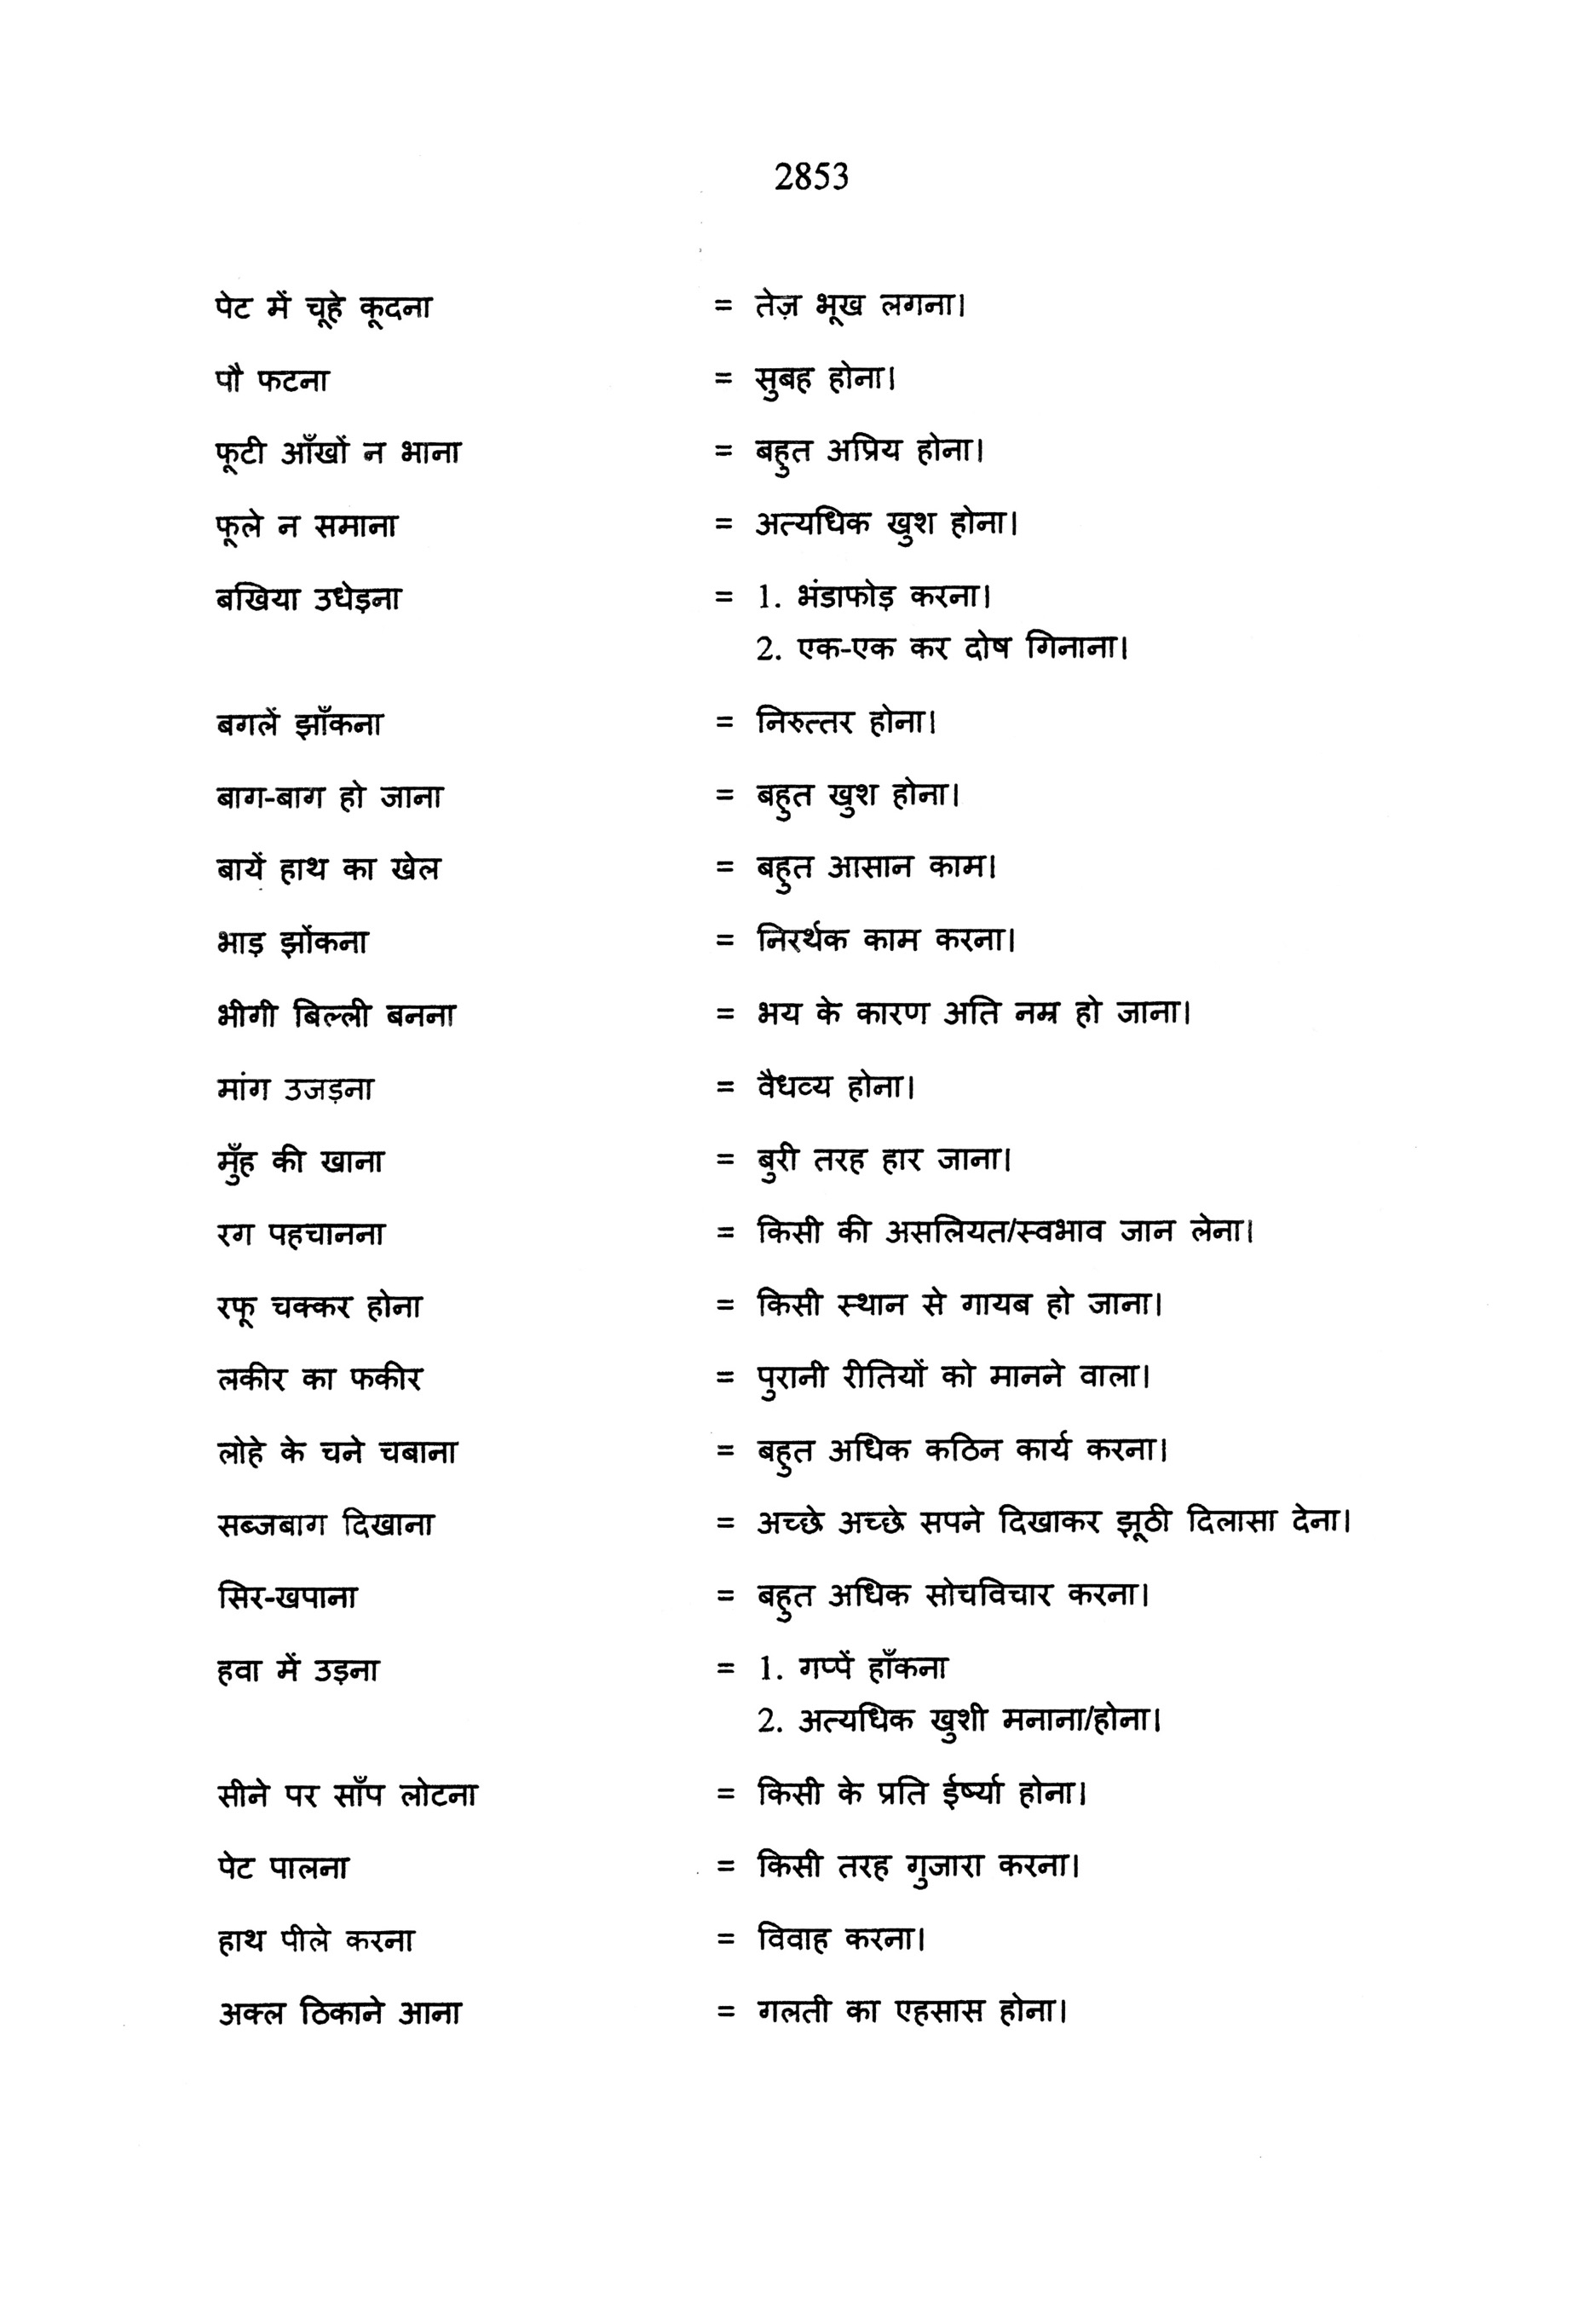 2853
पेट में चूहे कूदना = तेज़ भूख लगना।
पौ फटना = सुबह होना।
फूटी आँखों न भाना = बहुत अप्रिय होना।
फूले न समाना = अत्यधिक खुश होना।
बखिया उधेड़ना = 1. भंडाफोड़ करना।
2. एक-एक कर दोष गिनाना।
बगलें झाँकना = निरुत्तर होना।
बाग-बाग हो जाना = बहुत खुश होना।
बायें हाथ का खेल = बहुत आसान काम।
भाड़ झोंकना = निरर्थक काम करना।
भीगी बिल्ली बनना = भय के कारण अति नम्र हो जाना।
मांग उजड़ना = वैधव्य होना।
मुँह की खाना = बुरी तरह हार जाना।
रग पहचानना = किसी की असलियत/स्वभाव जान लेना।
रफू चक्कर होना = किसी स्थान से गायब हो जाना।
लकीर का फकीर = पुरानी रीतियों को मानने वाला।
लोहे के चने चबाना = बहुत अधिक कठिन कार्य करना।
सब्जबाग दिखाना = अच्छे अच्छे सपने दिखाकर झूठी दिलासा देना।
सिर-खपाना = बहुत अधिक सोचविचार करना।
हवा में उड़ना = 1. गप्पें हाँकना
2. अत्यधिक खुशी मनाना/होना।
सीने पर साँप लोटना = किसी के प्रति ईर्ष्या होना।
पेट पालना = किसी तरह गुजारा करना।
हाथ पीले करना = विवाह करना।
अक्ल ठिकाने आना = गलती का एहसास होना।